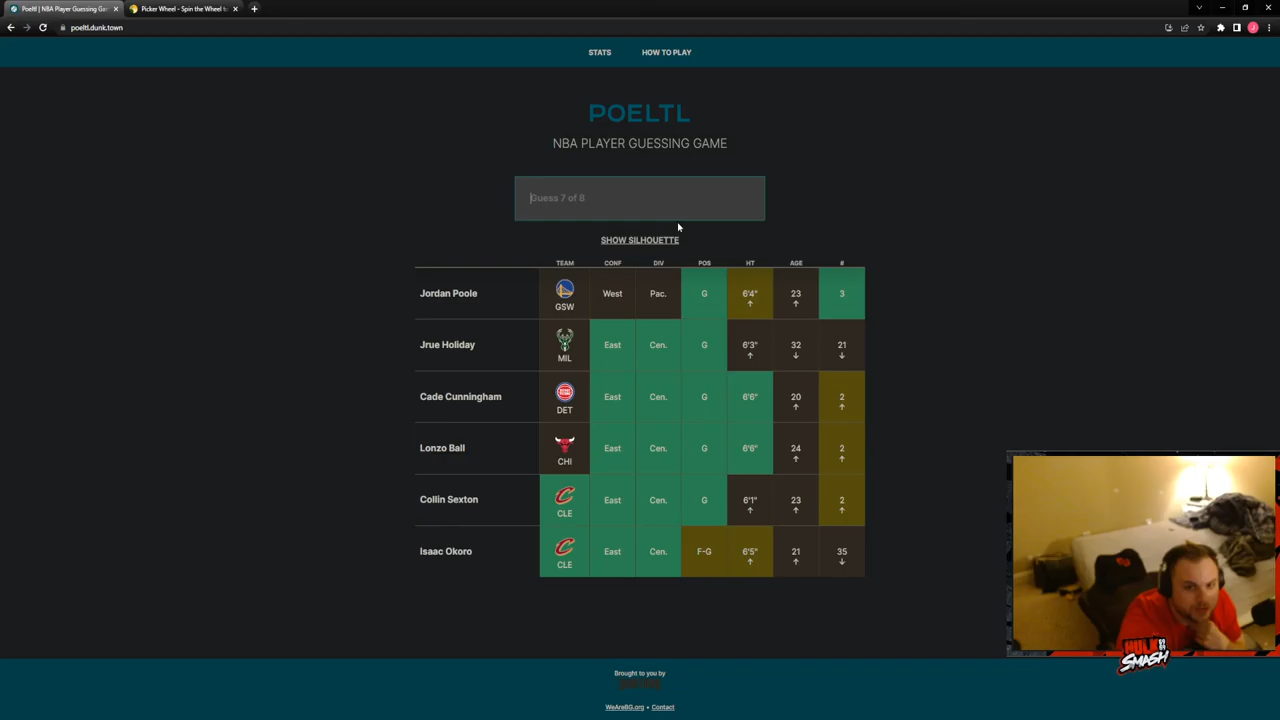 Poeltl | NBA Player Guessing Ga
Picker Wheel - Spin the Wheel t
poeltl.dunk.town
STATS
HOW TO PLAY
POELTL
NBA PLAYER GUESSING GAME
Guess 7 of 8
SHOW SILHOUETTE
TEAM CONF DIV POS HT AGE #
Jordan Poole GSW West Pac. G 6'4" ↑ 23 ↑ 3
Jrue Holiday MIL East Cen. G 6'3" ↑ 32 ↓ 21 ↓
Cade Cunningham DET East Cen. G 6'6" 20 ↑ 2 ↑
Lonzo Ball CHI East Cen. G 6'6" 24 ↑ 2 ↑
Collin Sexton CLE East Cen. G 6'1" ↑ 23 ↑ 2 ↑
Isaac Okoro CLE East Cen. F-G 6'5" ↑ 21 ↑ 35 ↓
HULK
SMASH
Brought to you by
WeAreBG.org • Contact